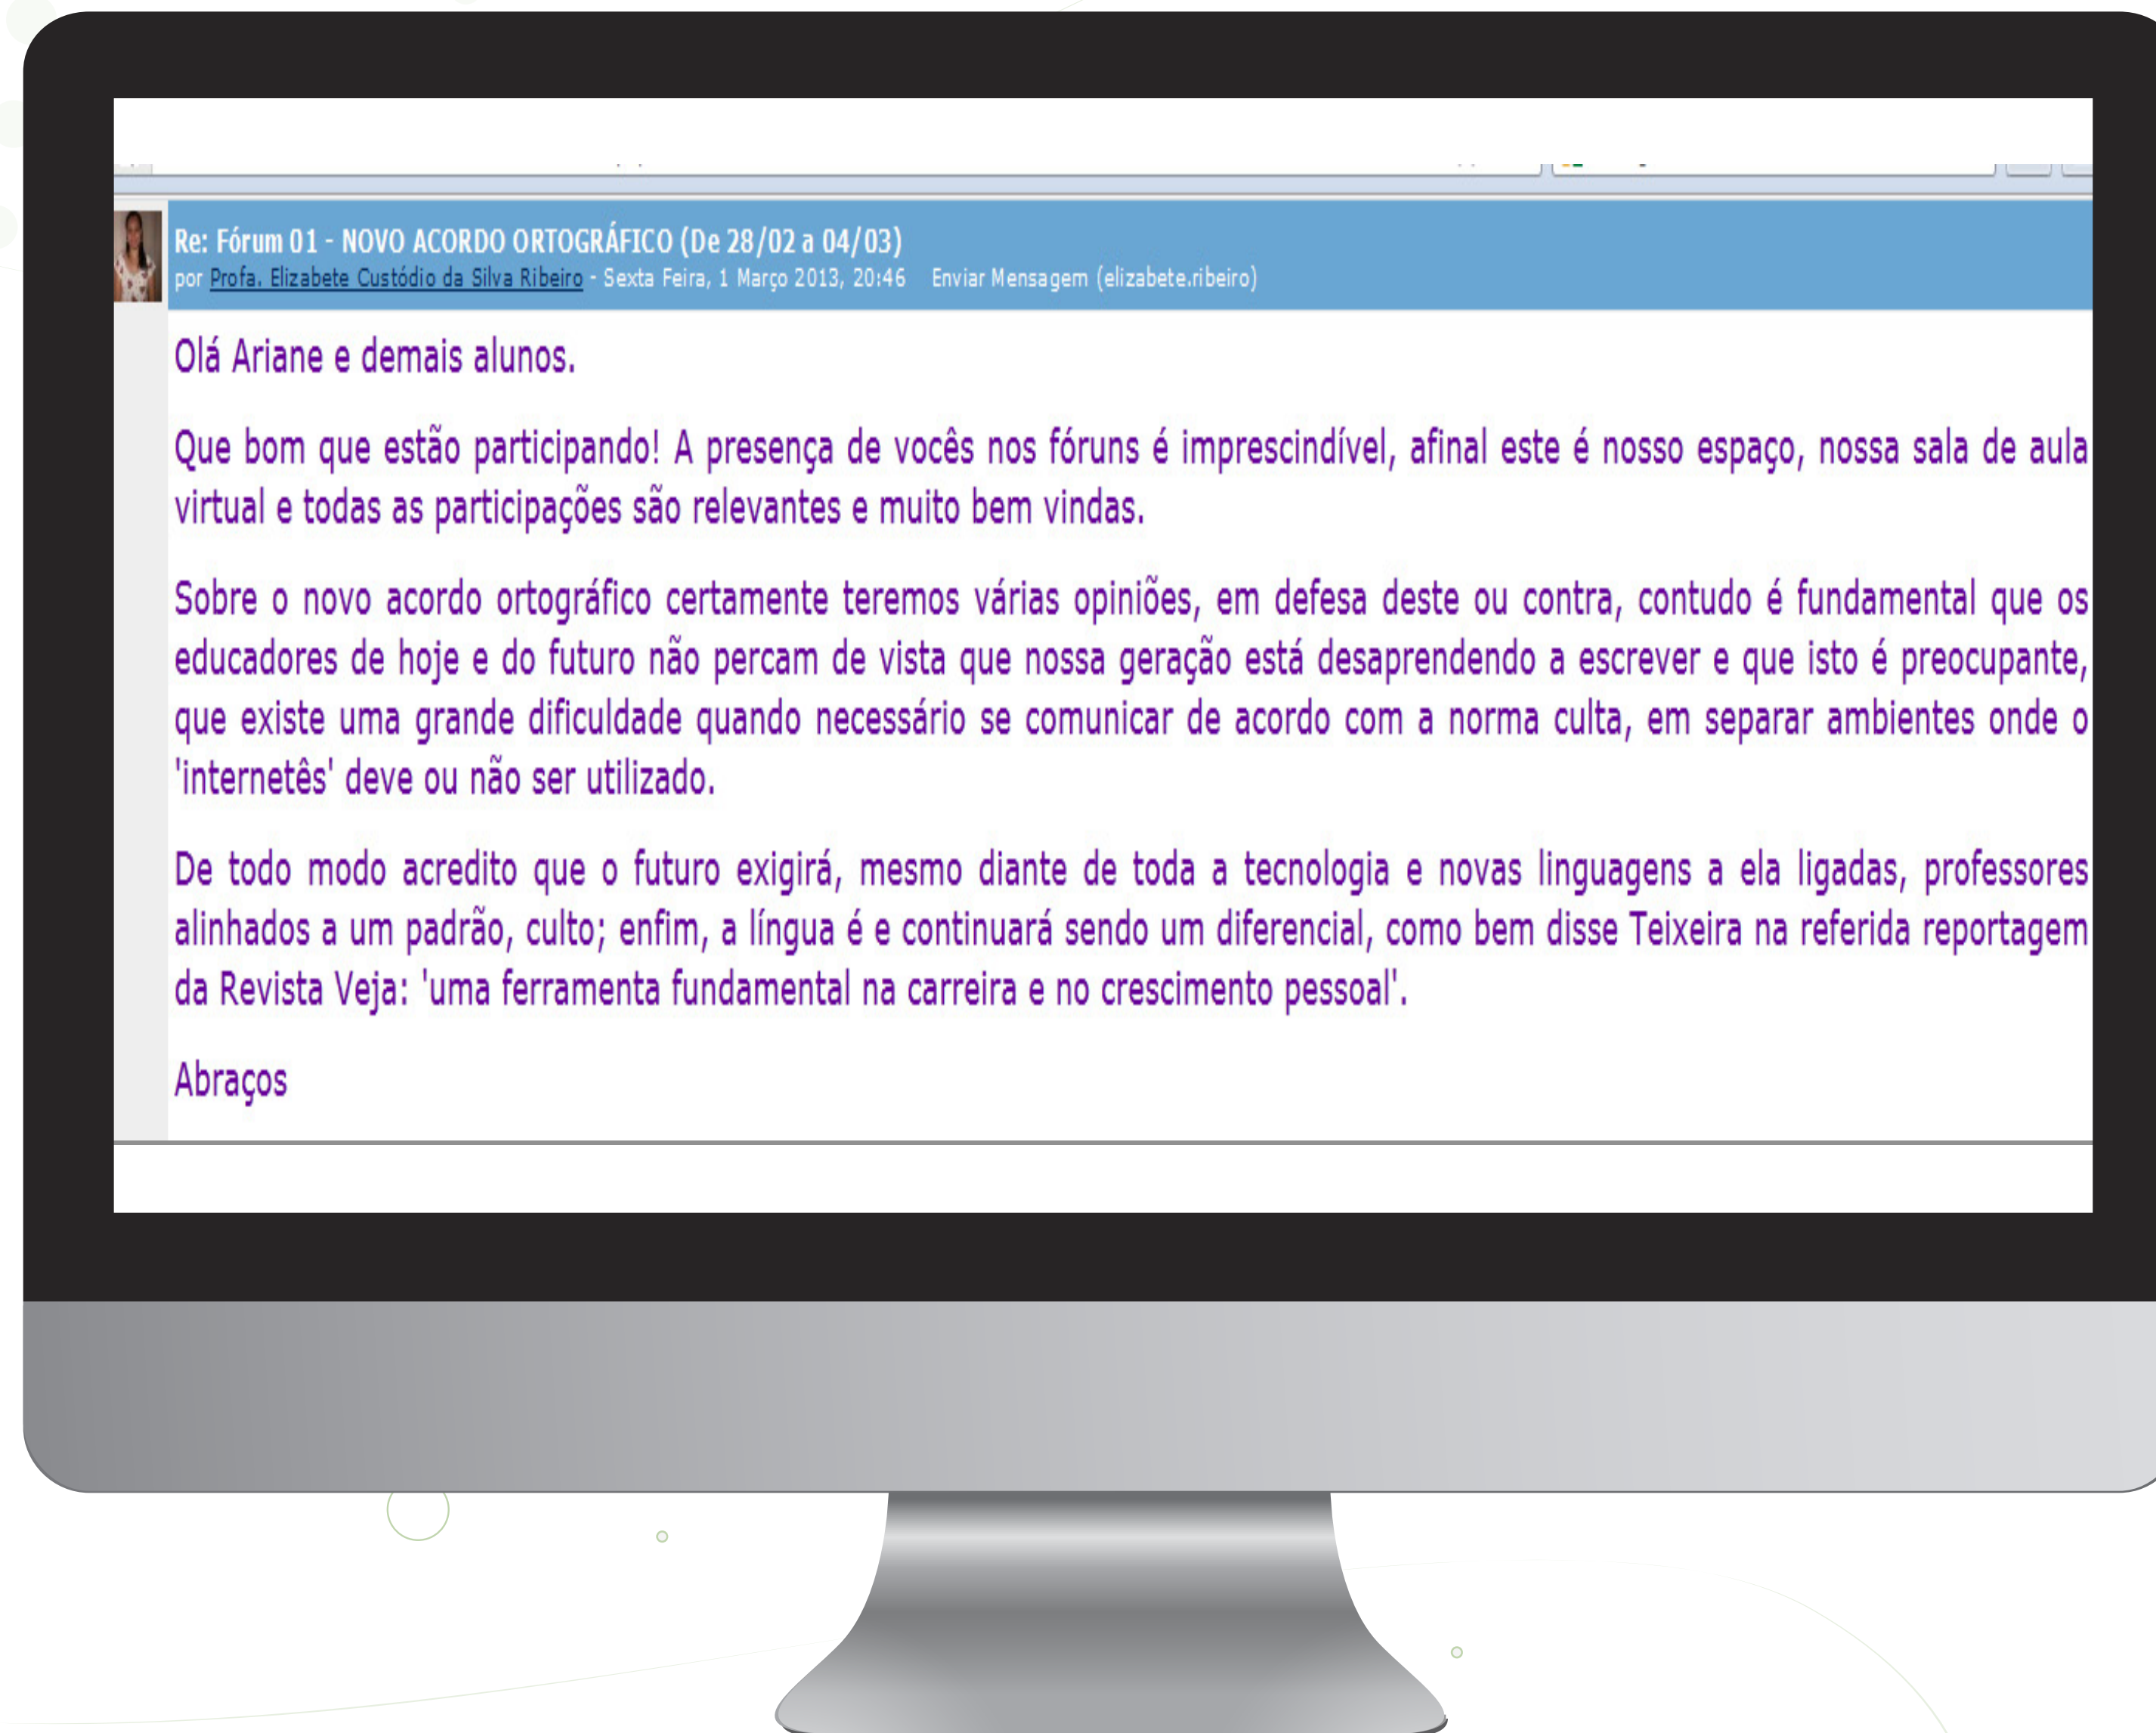 Re: Fórum 01 - NOVO ACORDO ORTOGRÁFICO (De 28/02 a 04/03)
por Profa. Elizabete Custódio da Silva Ribeiro - Sexta Feira, 1 Março 2013, 20:46 Enviar Mensagem (elizabete.ribeiro)
Olá Ariane e demais alunos.
Que bom que estão participando! A presença de vocês nos fóruns é imprescindível, afinal este é nosso espaço, nossa sala de aula
virtual e todas as participações são relevantes e muito bem vindas.
Sobre o novo acordo ortográfico certamente teremos várias opiniões, em defesa deste ou contra, contudo é fundamental que os
educadores de hoje e do futuro não percam de vista que nossa geração está desaprendendo a escrever e que isto é preocupante,
que existe uma grande dificuldade quando necessário se comunicar de acordo com a norma culta, em separar ambientes onde o
'internetês' deve ou não ser utilizado.
De todo modo acredito que o futuro exigirá, mesmo diante de toda a tecnologia e novas linguagens a ela ligadas, professores
alinhados a um padrão, culto; enfim, a língua é e continuará sendo um diferencial, como bem disse Teixeira na referida reportagem
da Revista Veja: 'uma ferramenta fundamental na carreira e no crescimento pessoal'.
Abraços